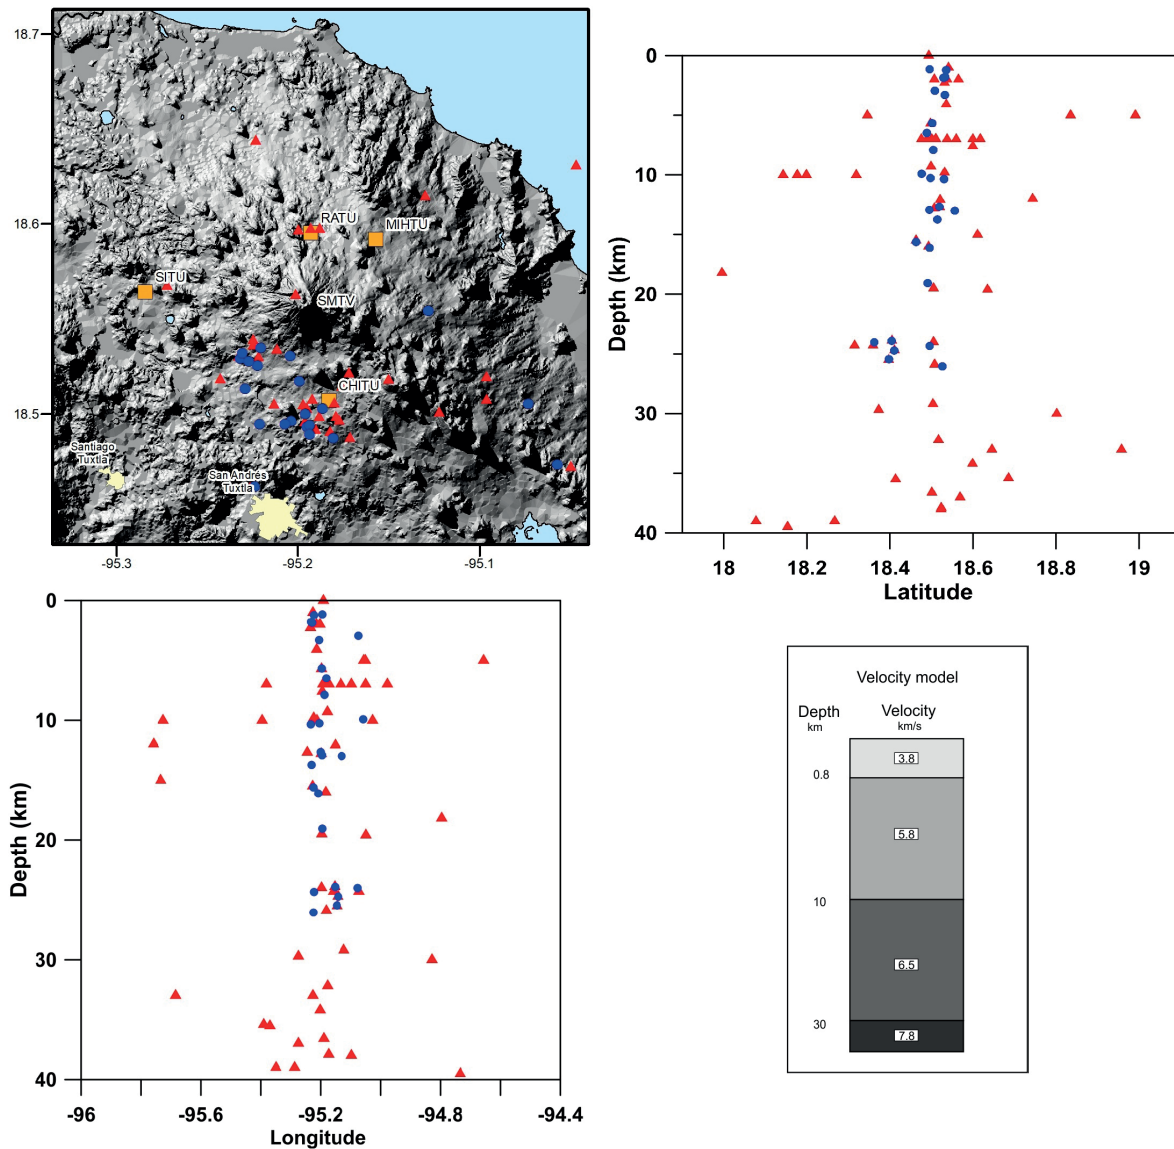 18.7
18.6
18.5
-95.3
-95.2
-95.1
RATU
MIHTU
SITU
SMTV
CHITU
Santiago
Tuxtla
San Andrés
Tuxtla
0
10
20
30
40
Depth (km)
18
18.2
18.4
18.6
18.8
19
Latitude
0
10
20
30
40
Depth (km)
-96
-95.6
-95.2
-94.8
-94.4
Longitude
Velocity model
Depth
km
Velocity
km/s
3.8
0.8
5.8
10
6.5
30
7.8